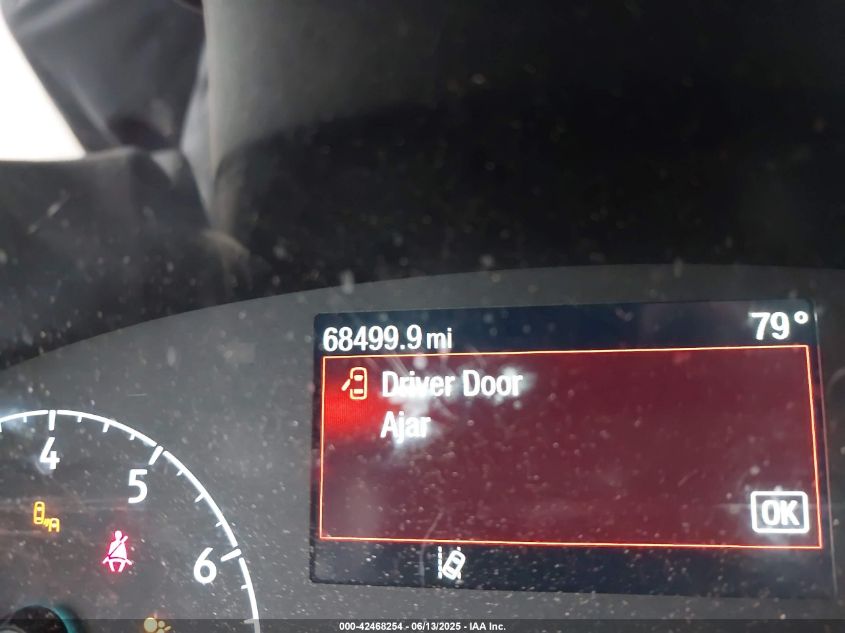 68499.9 mi
79°
Driver Door
Ajar
OK
4
5
6
A
000-42468254 - 06/13/2025 - IAA Inc.